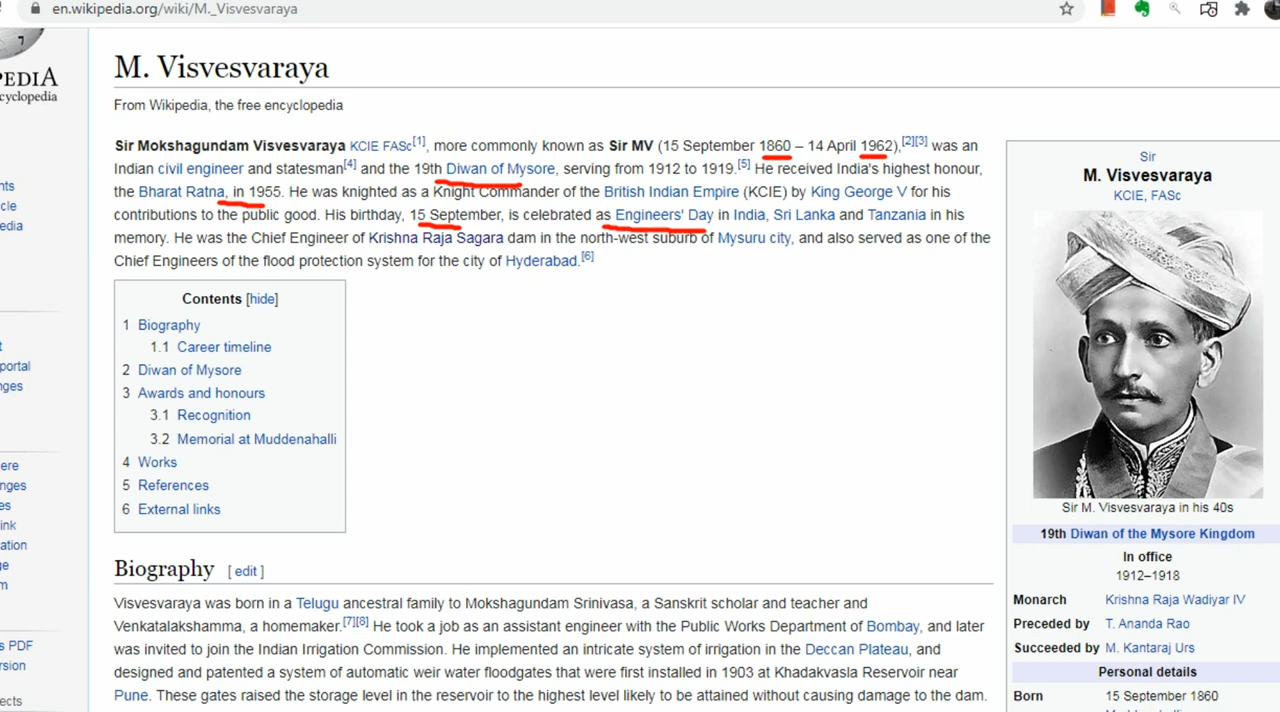 en.wikipedia.org/wiki/M._Visvesvaraya
PEDIA
cyclopedia
M. Visvesvaraya
From Wikipedia, the free encyclopedia
Sir Mokshagundam Visvesvaraya KCIE FASc[1], more commonly known as Sir MV (15 September 1860 – 14 April 1962),[2][3] was an
Indian civil engineer and statesman[4] and the 19th Diwan of Mysore, serving from 1912 to 1919.[5] He received India's highest honour,
the Bharat Ratna, in 1955. He was knighted as a Knight Commander of the British Indian Empire (KCIE) by King George V for his
contributions to the public good. His birthday, 15 September, is celebrated as Engineers' Day in India, Sri Lanka and Tanzania in his
memory. He was the Chief Engineer of Krishna Raja Sagara dam in the north-west suburb of Mysuru city, and also served as one of the
Chief Engineers of the flood protection system for the city of Hyderabad.[6]
Contents [hide]
1 Biography
1.1 Career timeline
2 Diwan of Mysore
3 Awards and honours
3.1 Recognition
3.2 Memorial at Muddenahalli
4 Works
5 References
6 External links
Biography [ edit ]
Visvesvaraya was born in a Telugu ancestral family to Mokshagundam Srinivasa, a Sanskrit scholar and teacher and
Venkatalakshamma, a homemaker.[7][8] He took a job as an assistant engineer with the Public Works Department of Bombay, and later
was invited to join the Indian Irrigation Commission. He implemented an intricate system of irrigation in the Deccan Plateau, and
designed and patented a system of automatic weir water floodgates that were first installed in 1903 at Khadakvasla Reservoir near
Pune. These gates raised the storage level in the reservoir to the highest level likely to be attained without causing damage to the dam.
Sir
M. Visvesvaraya
KCIE, FASc
Sir M. Visvesvaraya in his 40s
19th Diwan of the Mysore Kingdom
In office
1912–1918
Monarch Krishna Raja Wadiyar IV
Preceded by T. Ananda Rao
Succeeded by M. Kantaraj Urs
Personal details
Born 15 September 1860
nts
cle
edia
t
portal
nges
ere
nges
es
ink
ation
ge
m
s PDF
rsion
ects